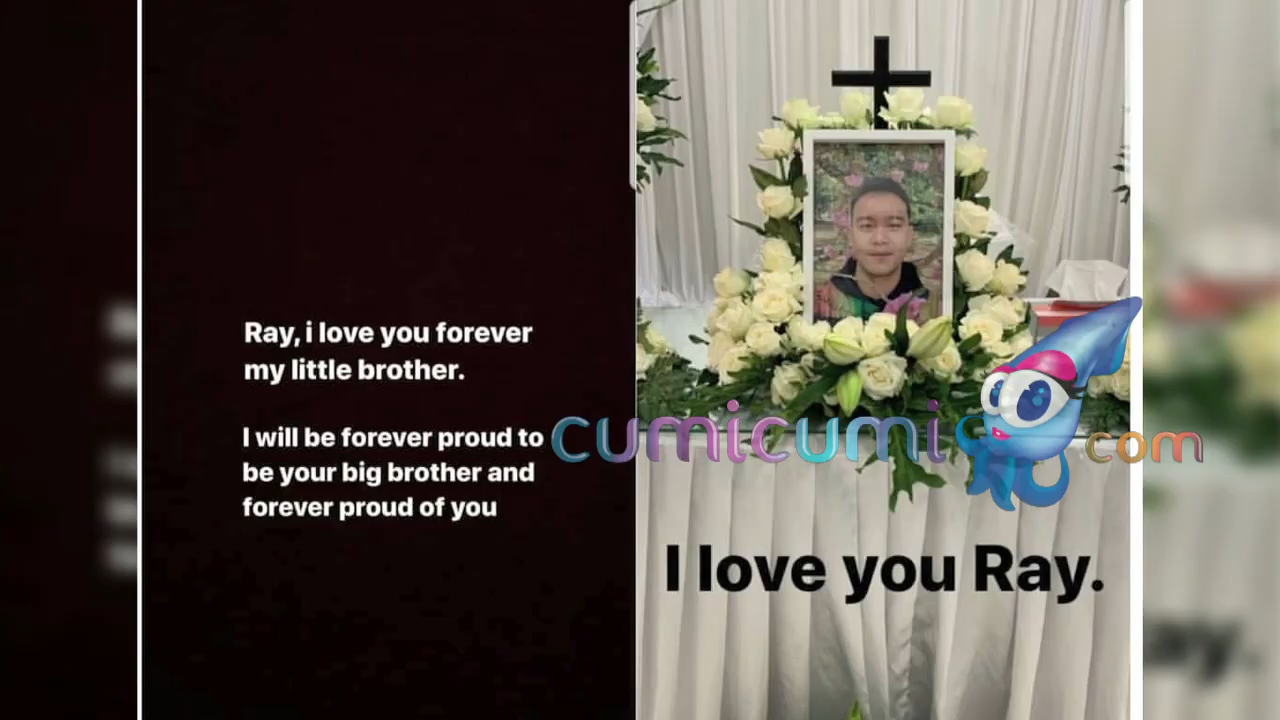 Ray, i love you forever
my little brother.
I will be forever proud to
be your big brother and
forever proud of you
cumicumi com
I love you Ray.